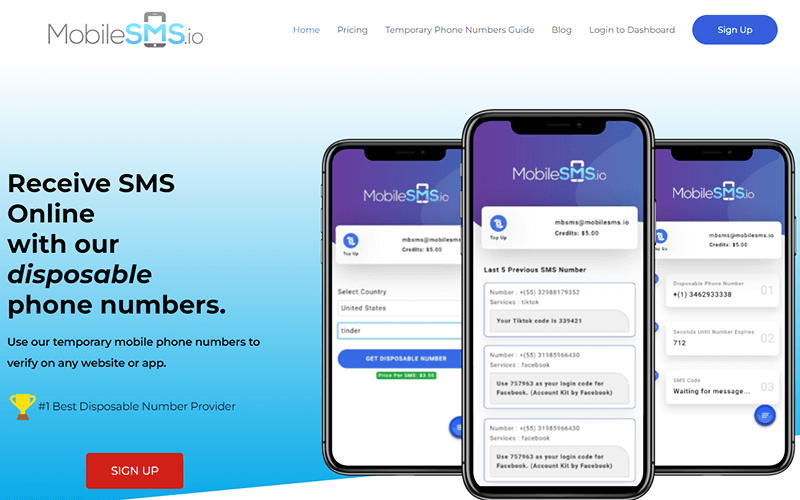 MobileSMS.io
Home
Pricing
Temporary Phone Numbers Guide
Blog
Login to Dashboard
Sign Up
Receive SMS
Online
with our
disposable
phone numbers.
Use our temporary mobile phone numbers to
verify on any website or app.
#1 Best Disposable Number Provider
SIGN UP
MobileSMS.io
mbsms@mobilesms
Credits: $5.00
Top Up
Select Country
United States
tinder
GET DISPOSABLE NUMBER
Price Per SMS: $3.50
MobileSMS.io
mbsms@mobilesms.io
Credits: $5.00
Top Up
Last 5 Previous SMS Number
Number : +(55) 32988179352
Services : tiktok
Your Tiktok code is 339421
Number : +(55) 31985966430
Services : facebook
Use 757963 as your login code for
Facebook. (Account Kit by Facebook)
Number : +(55) 31985966430
Services : facebook
Use 757963 as your login code for
Facebook. (Account Kit by Facebook)
MobileSMS.io
mbsms@mobilesms.io
Credits: $5.00
Disposable Phone Number
+(1) 3462933338
01
Seconds Until Number Expires
712
02
SMS Code
Waiting for message...
03